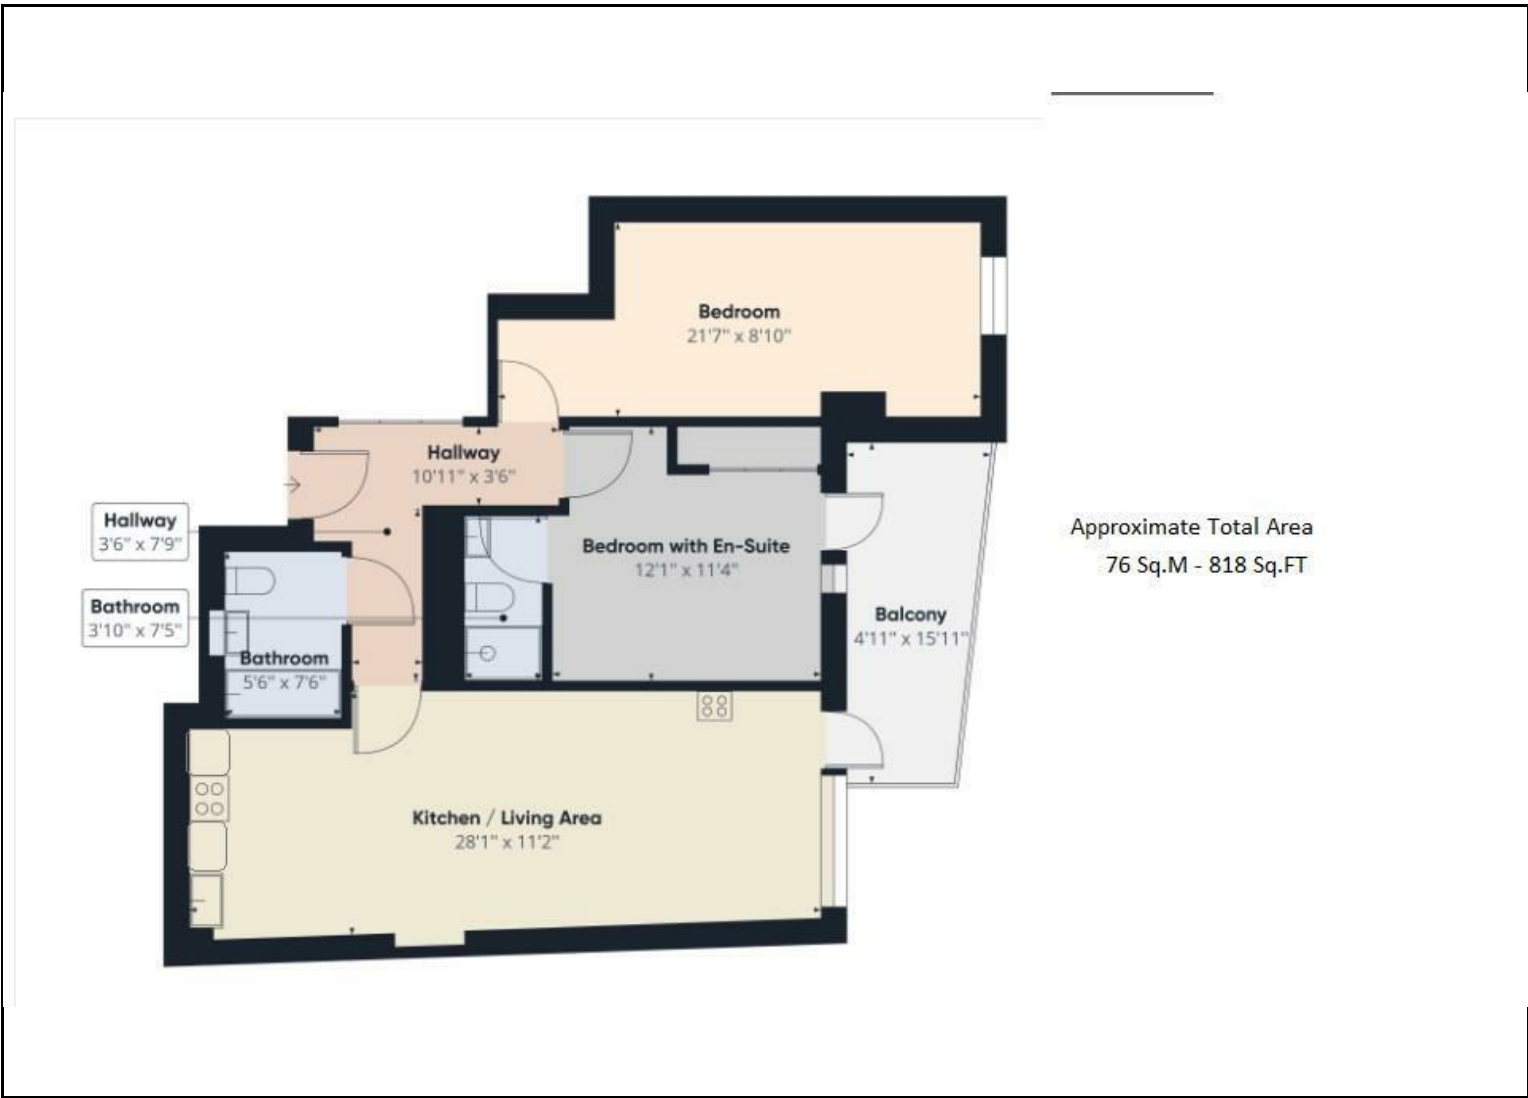 Bedroom
21'7" x 8'10"
Hallway
10'11" x 3'6"
Hallway
3'6" x 7'9"
Bedroom with En-Suite
12'1" x 11'4"
Approximate Total Area
76 Sq.M - 818 Sq.FT
Bathroom
3'10" x 7'5"
Balcony
4'11" x 15'11"
Bathroom
5'6" x 7'6"
Kitchen / Living Area
28'1" x 11'2"